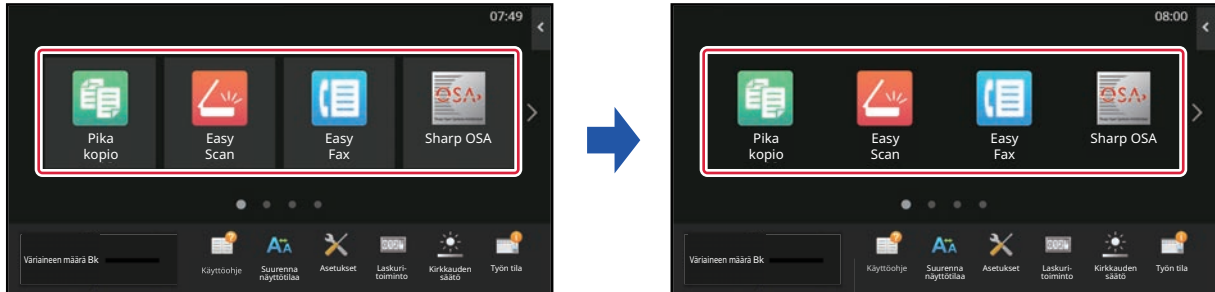 07:49
Pika
kopio
Easy
Scan
Easy
Fax
OSA
Sharp OSA
Väriaineen määrä Bk
Käyttöohje
Suurenna
näyttötilaa
Asetukset
Laskuri-
toiminto
Kirkkauden
säätö
Työn tila
08:00
Pika
kopio
Easy
Scan
Easy
Fax
OSA
Sharp OSA
Väriaineen määrä Bk
Käyttöohje
Suurenna
näyttötilaa
Asetukset
Laskuri-
toiminto
Kirkkauden
säätö
Työn tila